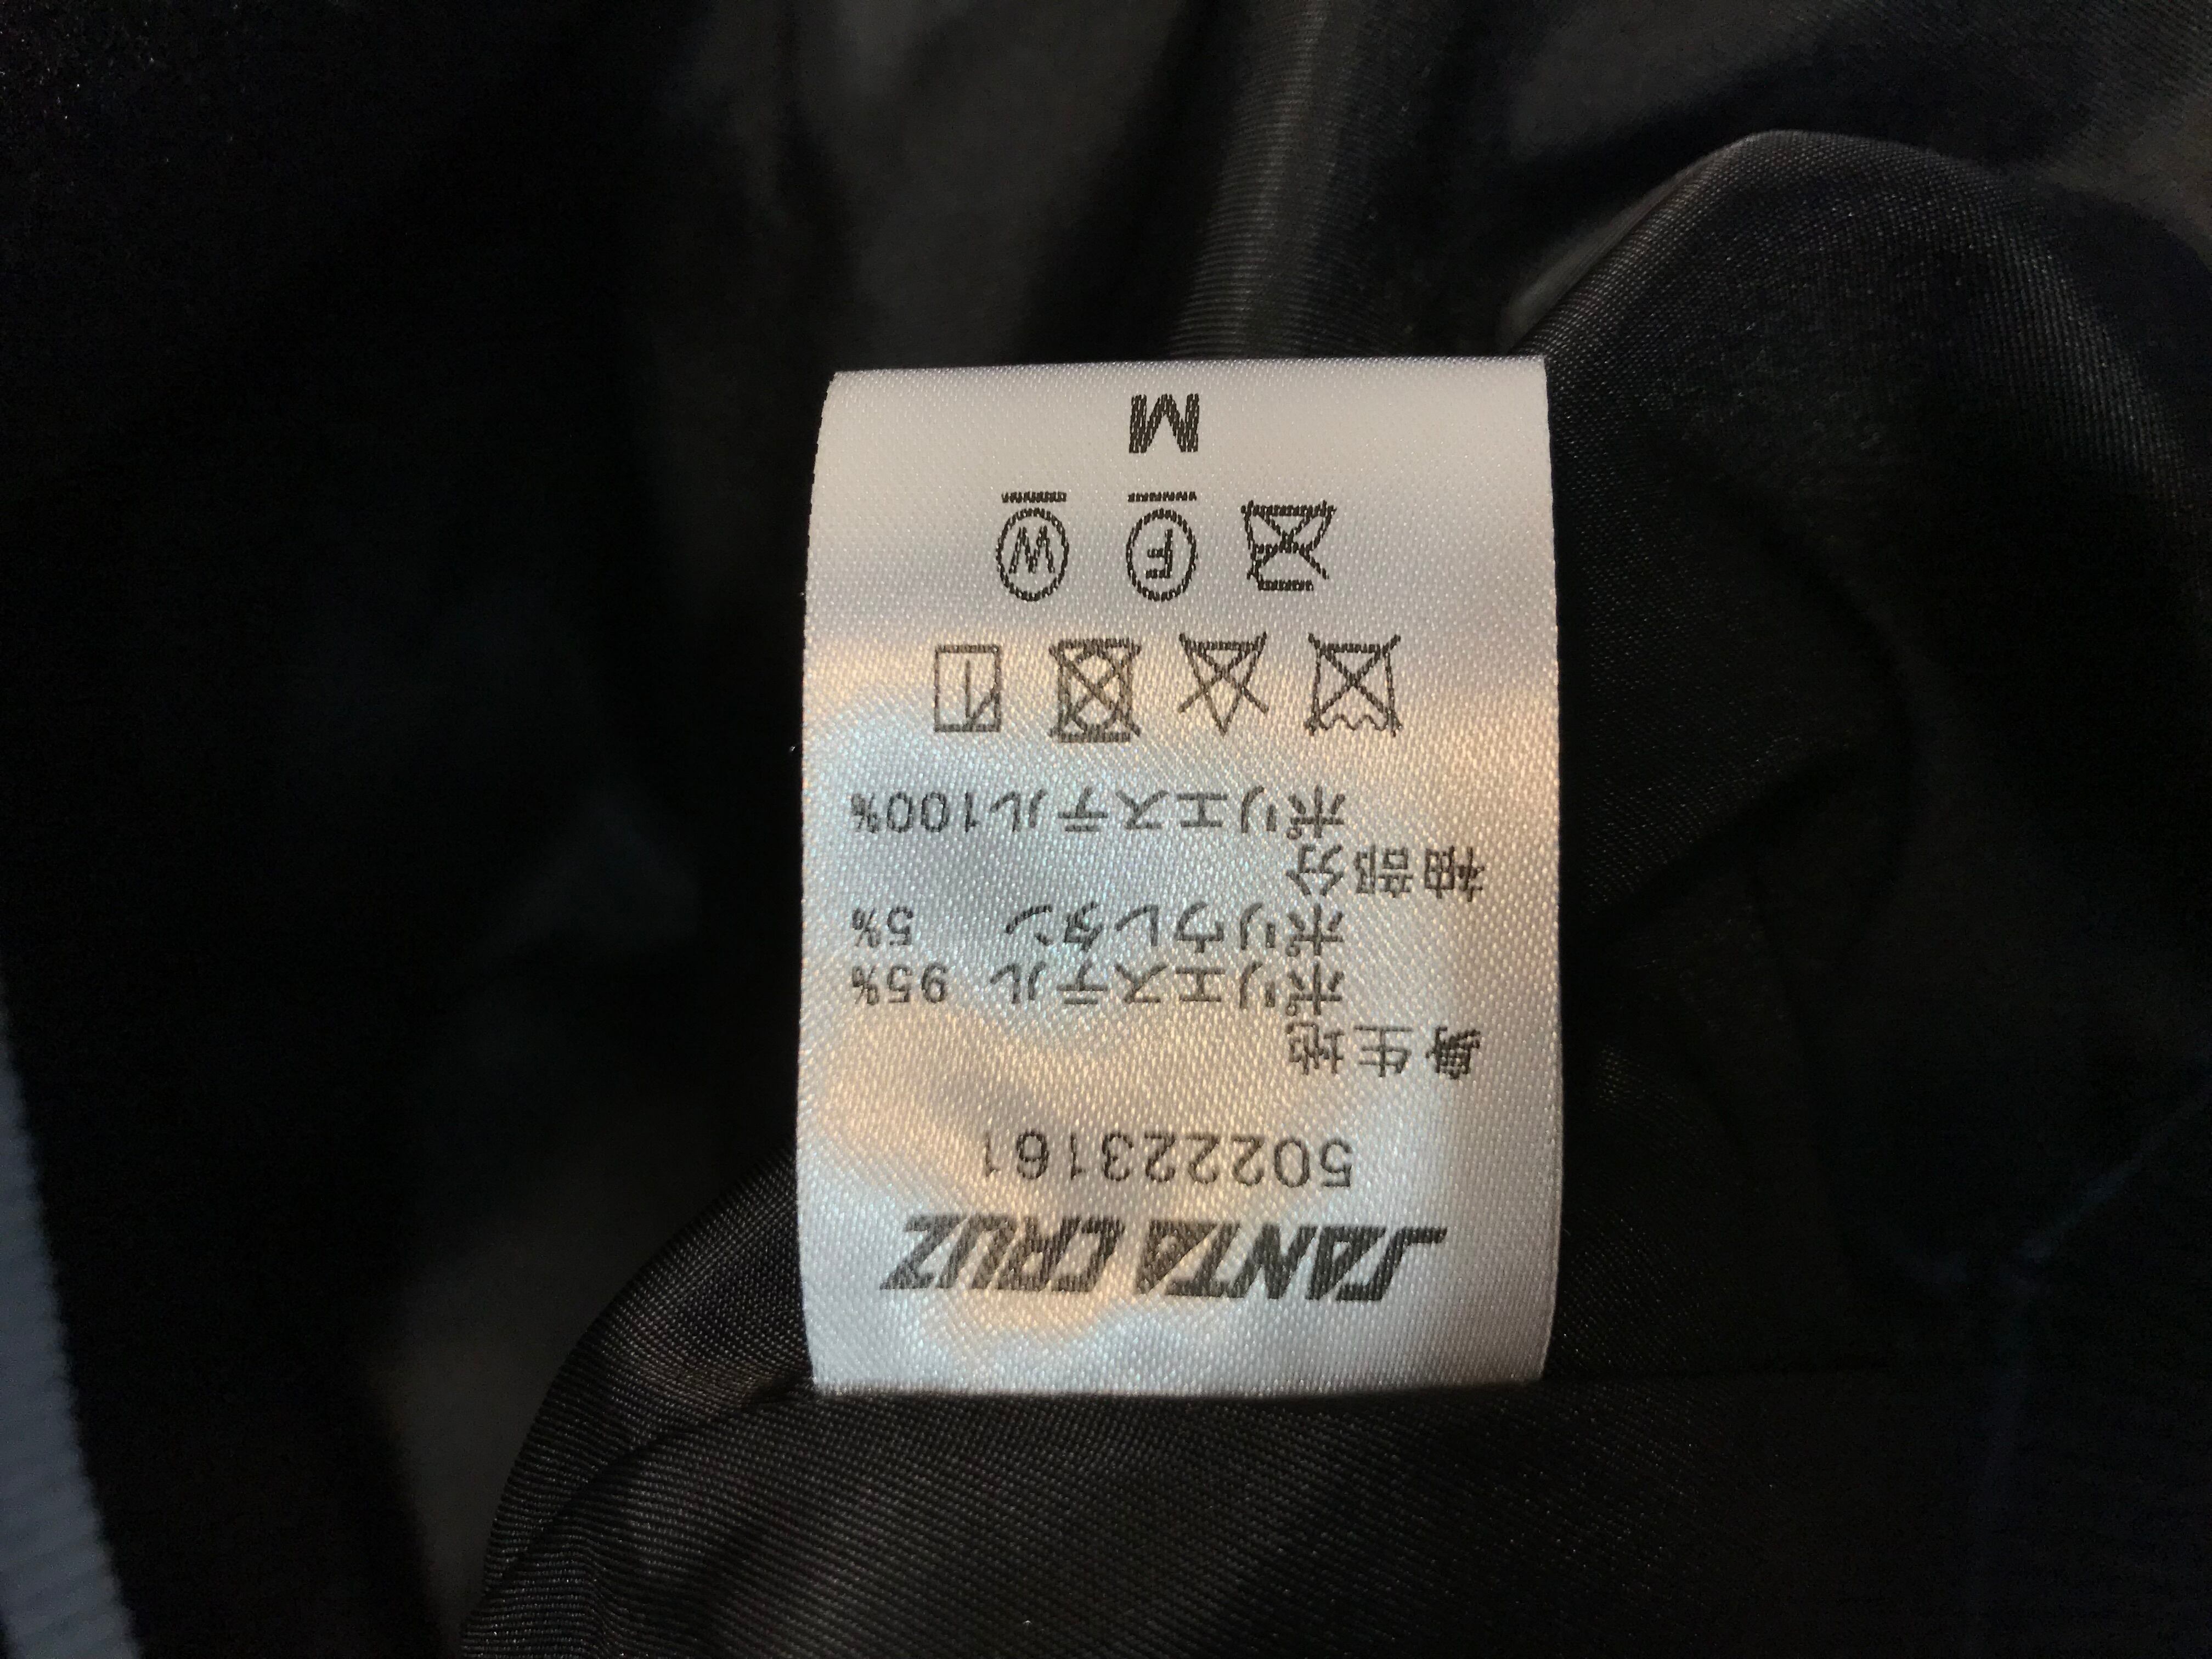 SANTA CRUZ
502223161
身生地
ポリエステル 95%
ポリウレタン 5%
袖部分
ポリエステル100%
F W
M